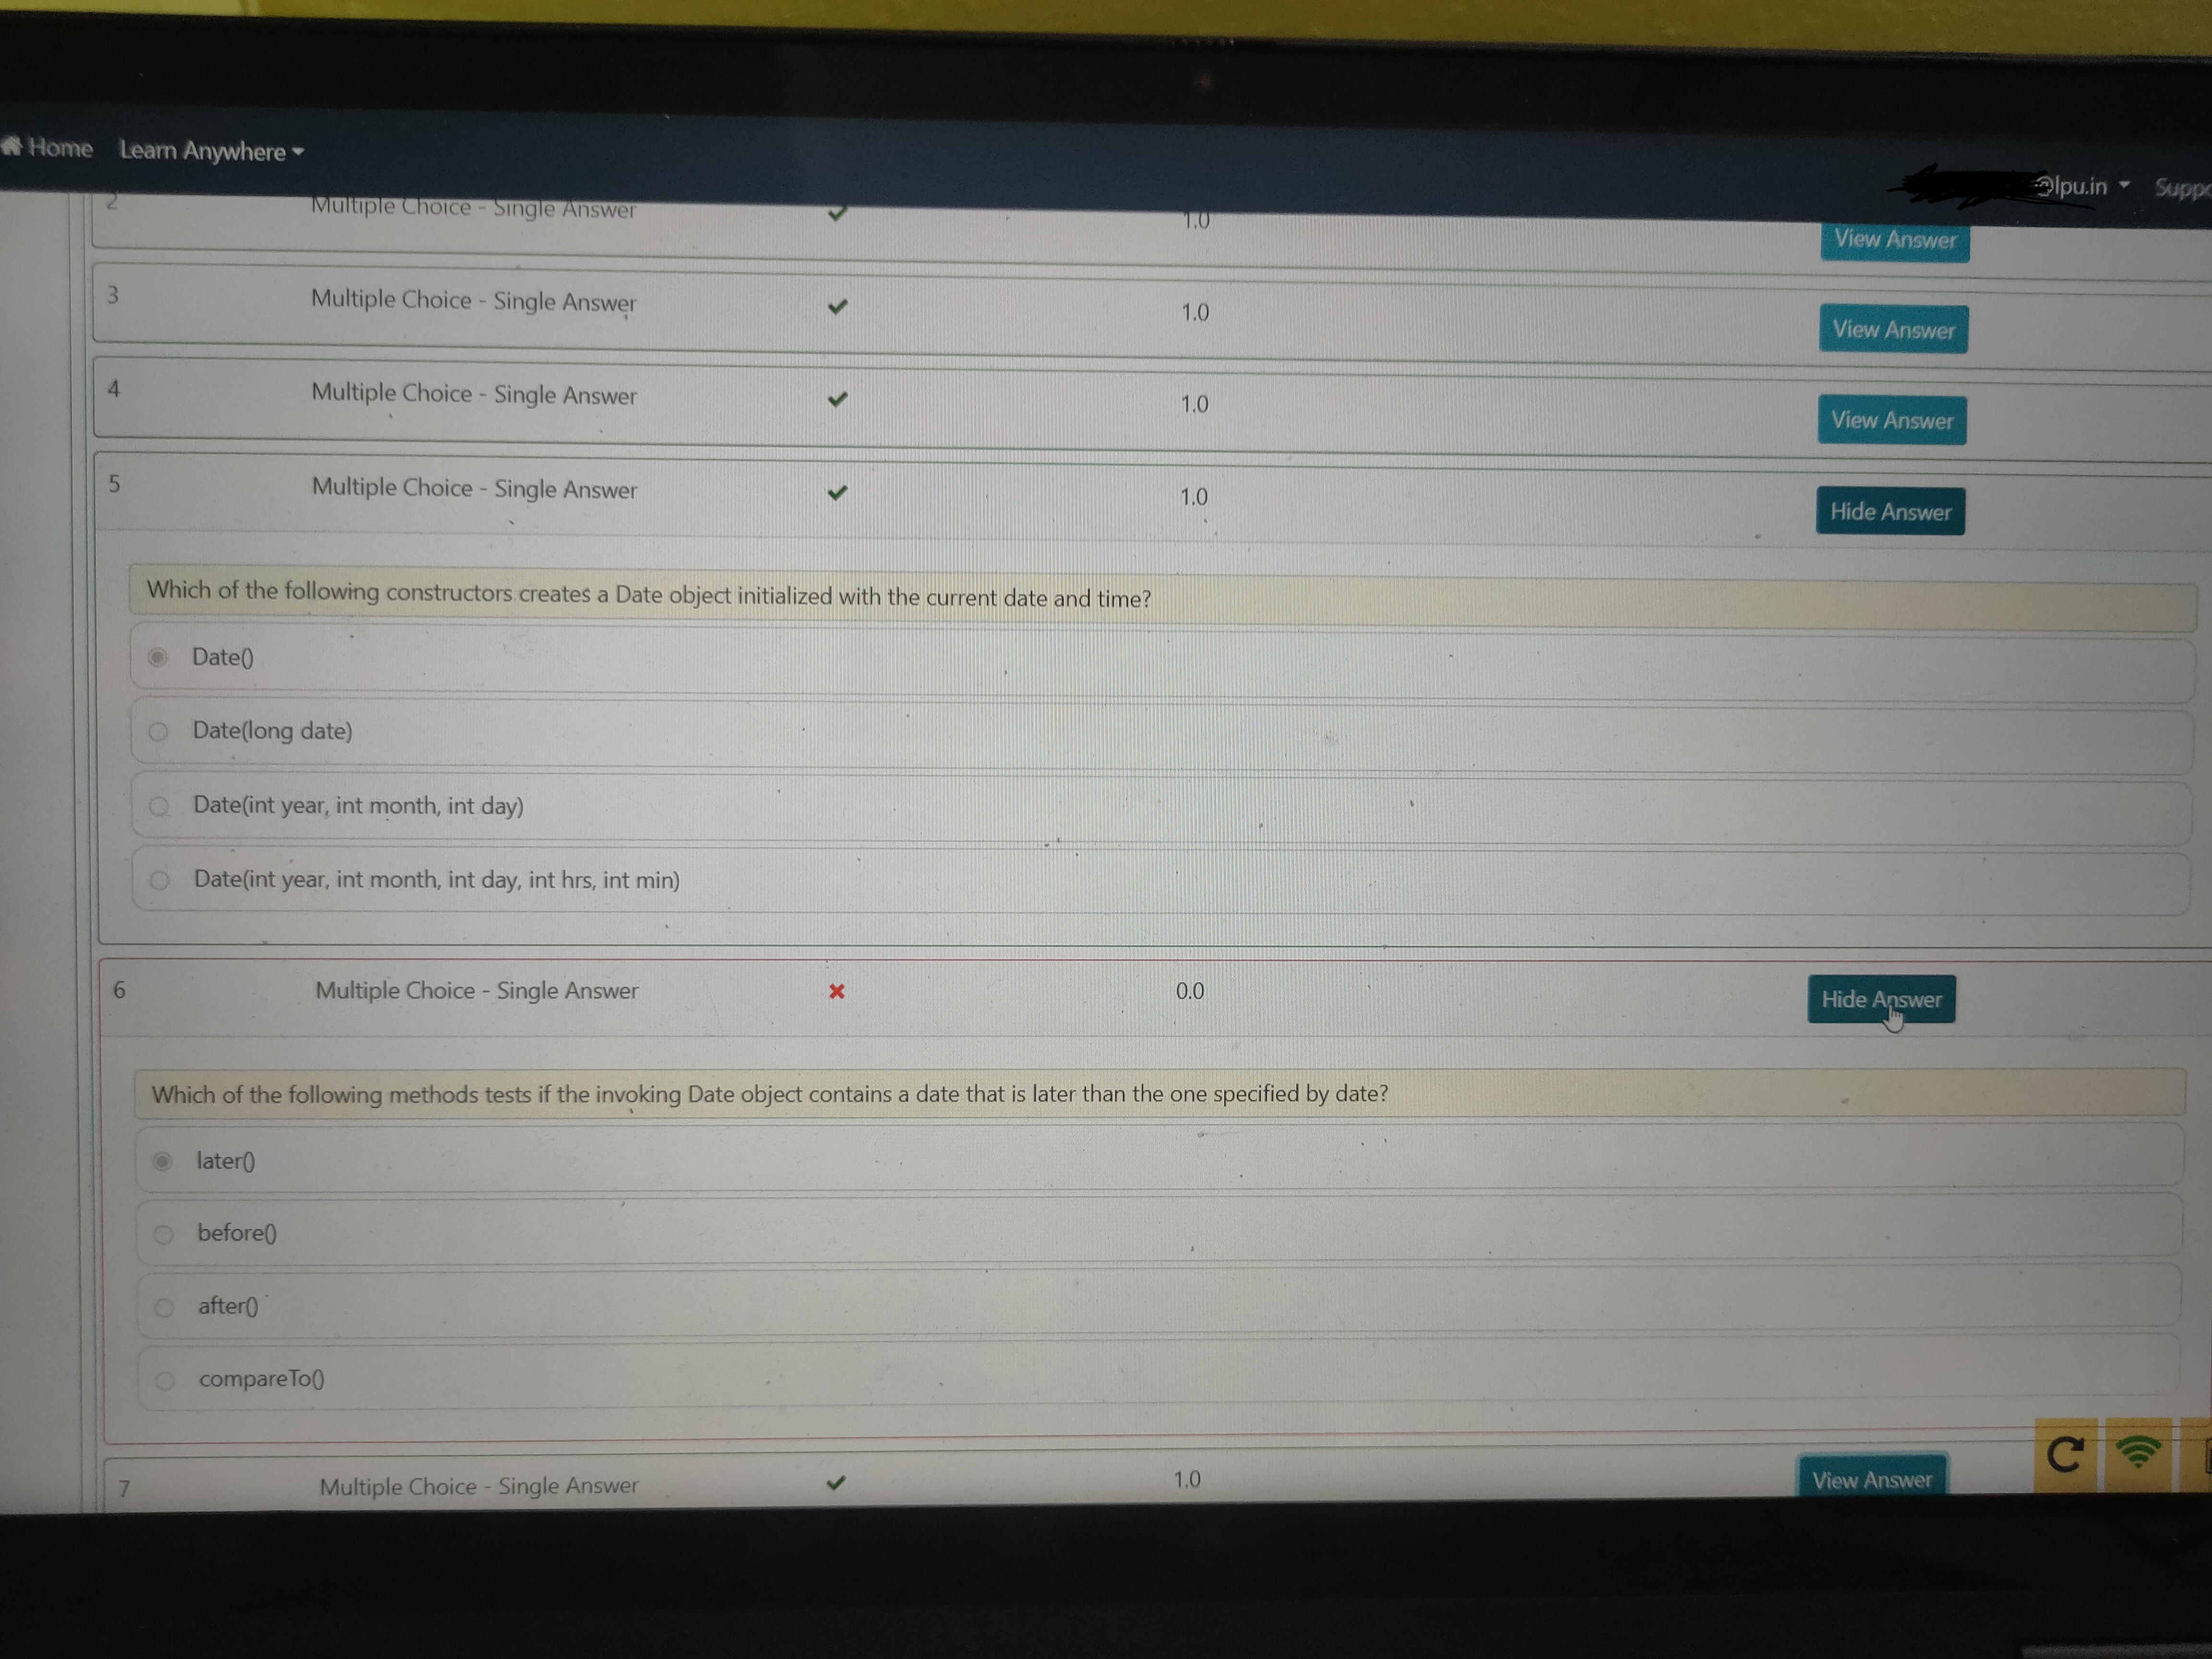 Home Learn Anywhere
@lpu.in
2 Multiple Choice - Single Answer 1.0 View Answer
3 Multiple Choice - Single Answer 1.0 View Answer
4 Multiple Choice - Single Answer 1.0 View Answer
5 Multiple Choice - Single Answer 1.0 Hide Answer
Which of the following constructors creates a Date object initialized with the current date and time?
Date()
Date(long date)
Date(int year, int month, int day)
Date(int year, int month, int day, int hrs, int min)
6 Multiple Choice - Single Answer 0.0 Hide Answer
Which of the following methods tests if the invoking Date object contains a date that is later than the one specified by date?
later()
before()
after()
compareTo()
7 Multiple Choice - Single Answer 1.0 View Answer